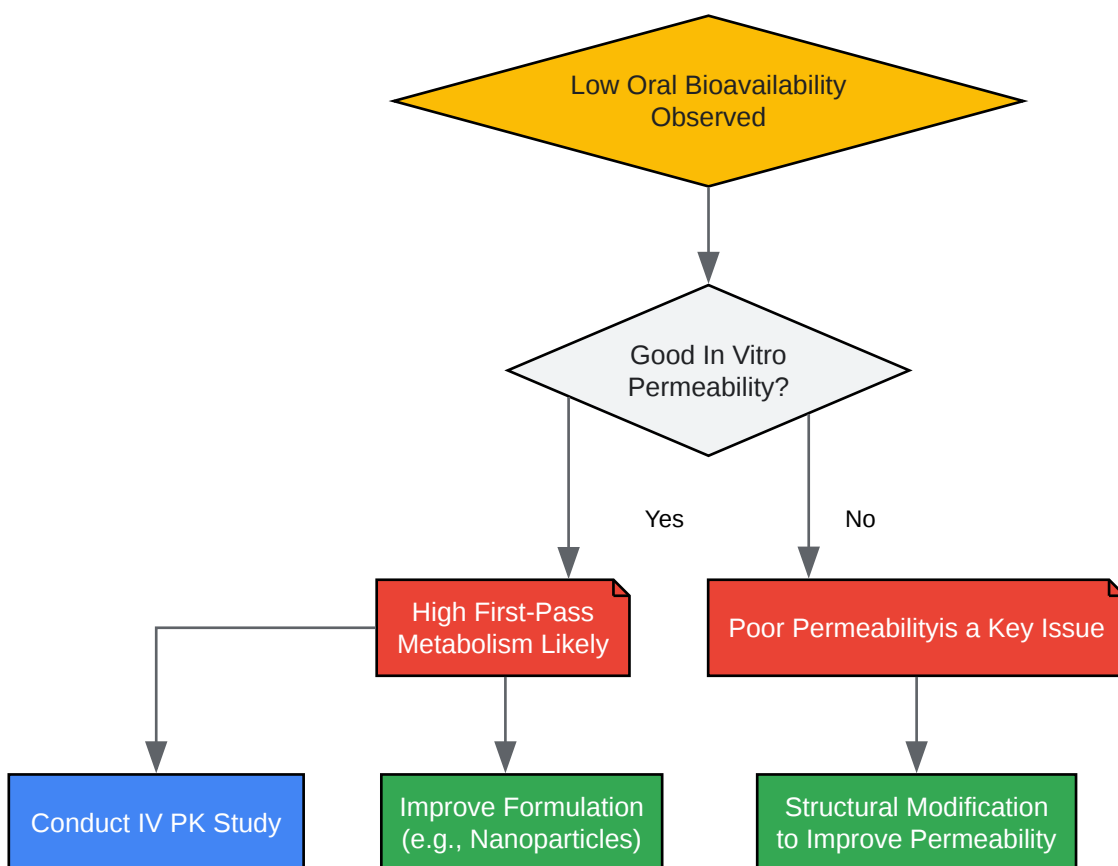 Low Oral Bioavailability
Observed
Good In Vitro
Permeability?
Yes
No
High First-Pass
Metabolism Likely
Poor Permeabilityis a Key Issue
Conduct IV PK Study
Improve Formulation
(e.g., Nanoparticles)
Structural Modification
to Improve Permeability